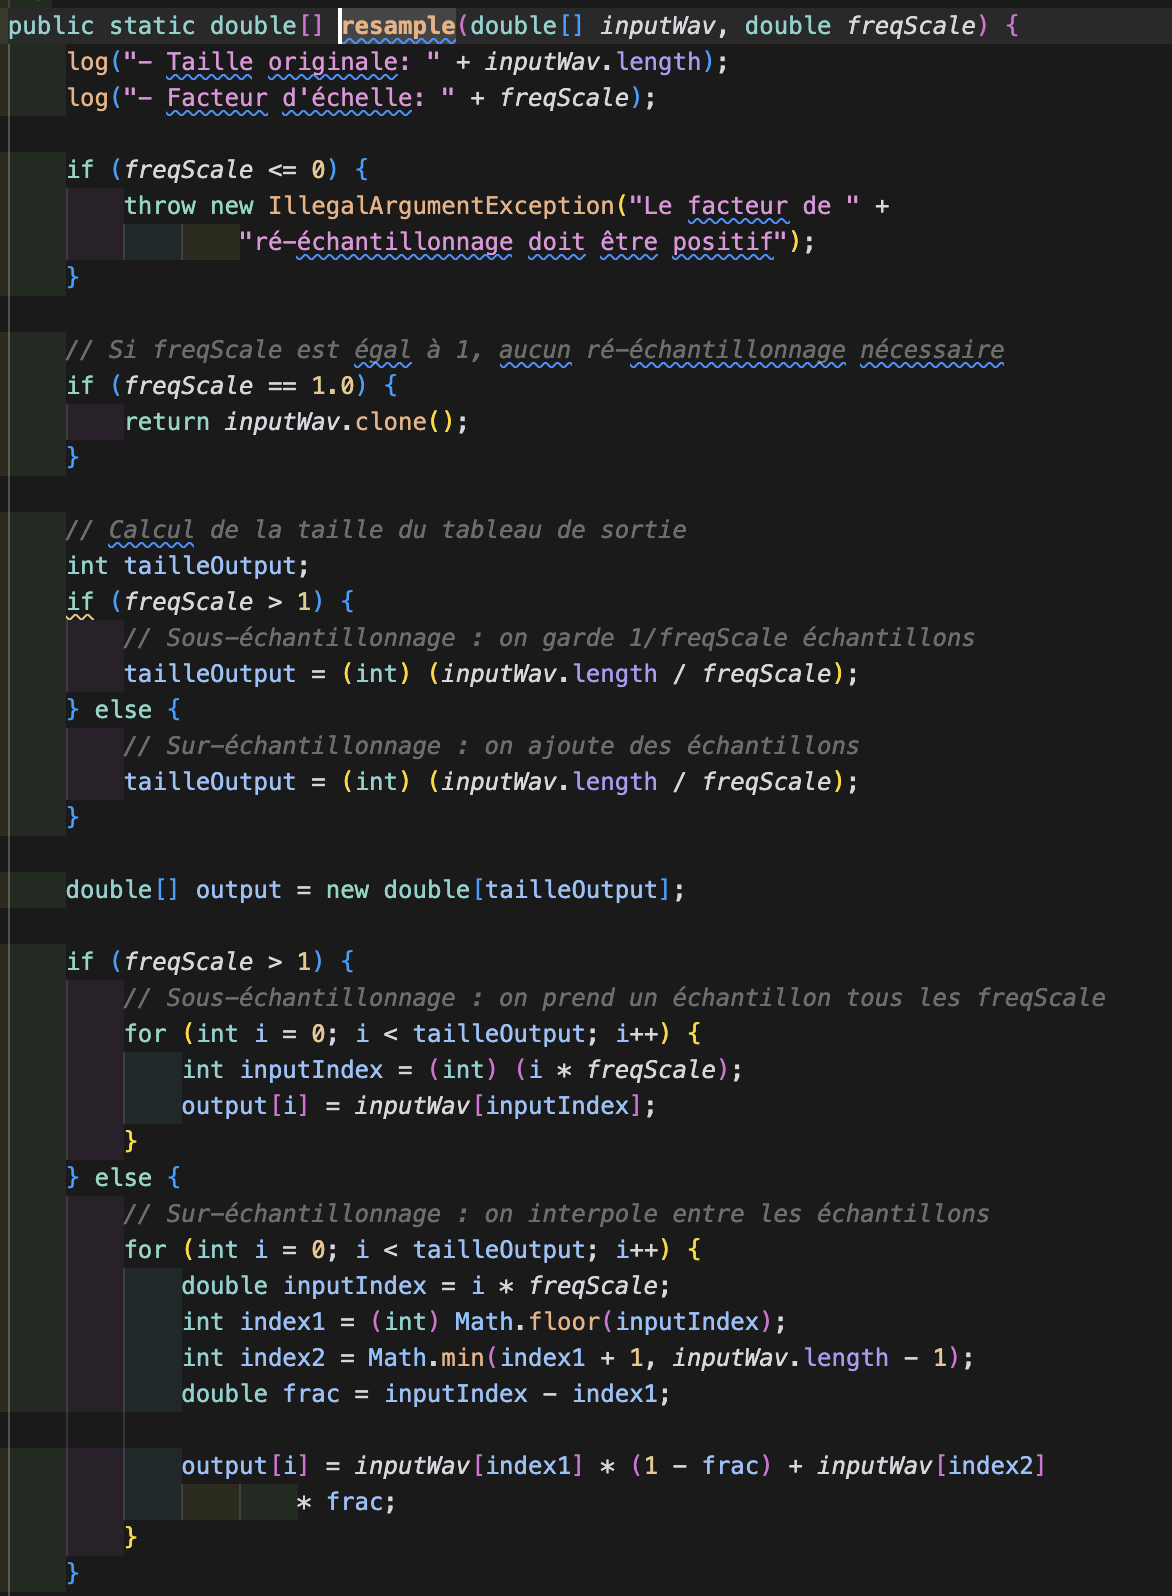 public static double[] resample(double[] inputWav, double freqScale) {
log("- Taille originale: " + inputWav.length);
log("- Facteur d'échelle: " + freqScale);
if (freqScale <= 0) {
throw new IllegalArgumentException("Le facteur de " +
"ré-échantillonnage doit être positif");
}
// Si freqScale est égal à 1, aucun ré-échantillonnage nécessaire
if (freqScale == 1.0) {
return inputWav.clone();
}
// Calcul de la taille du tableau de sortie
int tailleOutput;
if (freqScale > 1) {
// Sous-échantillonnage : on garde 1/freqScale échantillons
tailleOutput = (int) (inputWav.length / freqScale);
} else {
// Sur-échantillonnage : on ajoute des échantillons
tailleOutput = (int) (inputWav.length / freqScale);
}
double[] output = new double[tailleOutput];
if (freqScale > 1) {
// Sous-échantillonnage : on prend un échantillon tous les freqScale
for (int i = 0; i < tailleOutput; i++) {
int inputIndex = (int) (i * freqScale);
output[i] = inputWav[inputIndex];
}
} else {
// Sur-échantillonnage : on interpole entre les échantillons
for (int i = 0; i < tailleOutput; i++) {
double inputIndex = i * freqScale;
int index1 = (int) Math.floor(inputIndex);
int index2 = Math.min(index1 + 1, inputWav.length - 1);
double frac = inputIndex - index1;
output[i] = inputWav[index1] * (1 - frac) + inputWav[index2]
* frac;
}
}